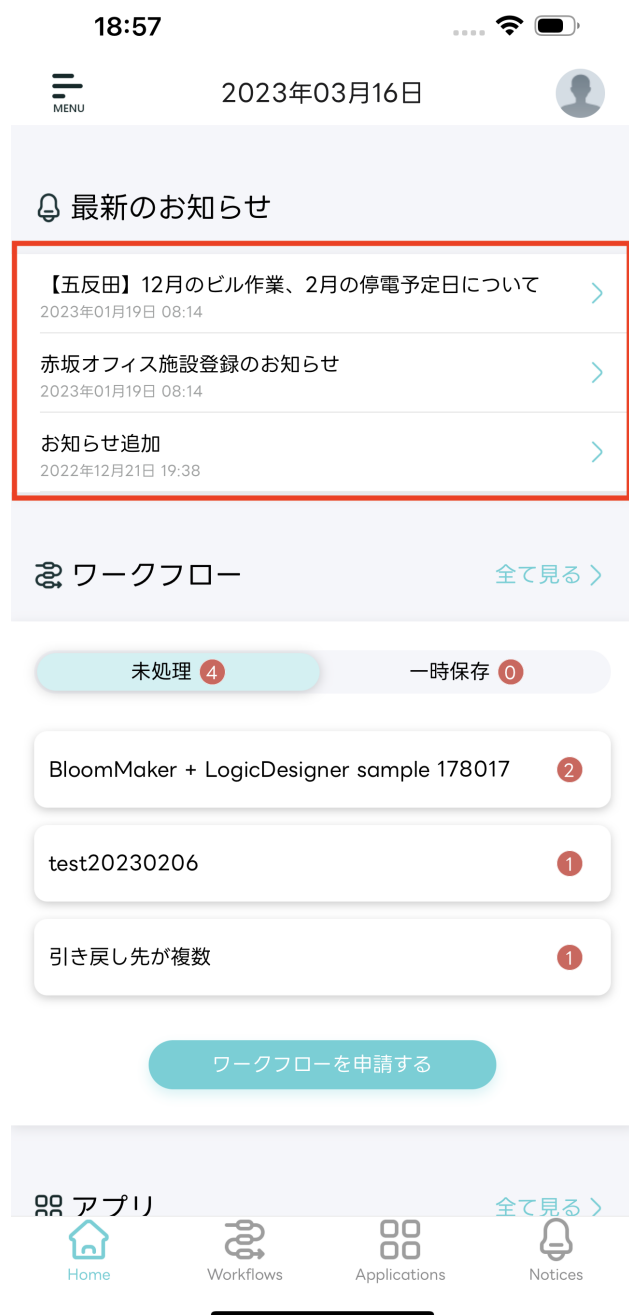 18:57
MENU
2023年03月16日
最新のお知らせ
【五反田】12月のビル作業、2月の停電予定日について
2023年01月19日 08:14
赤坂オフィス施設登録のお知らせ
2023年01月19日 08:14
お知らせ追加
2022年12月21日 19:38
ワークフロー 全て見る
未処理 4 一時保存 0
BloomMaker + LogicDesigner sample 178017 2
test20230206 1
引き戻し先が複数 1
ワークフローを申請する
アプリ 全て見る
Home Workflows Applications Notices